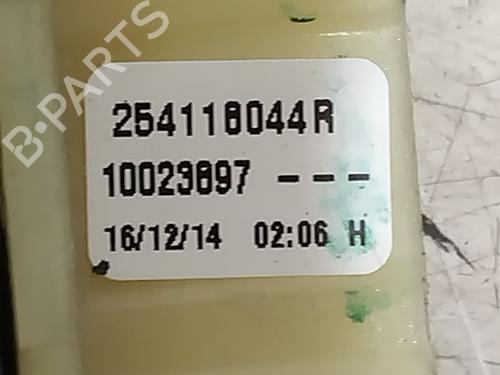 B-PARTS
254118044R
10023897 ---
16/12/14 02:06 H